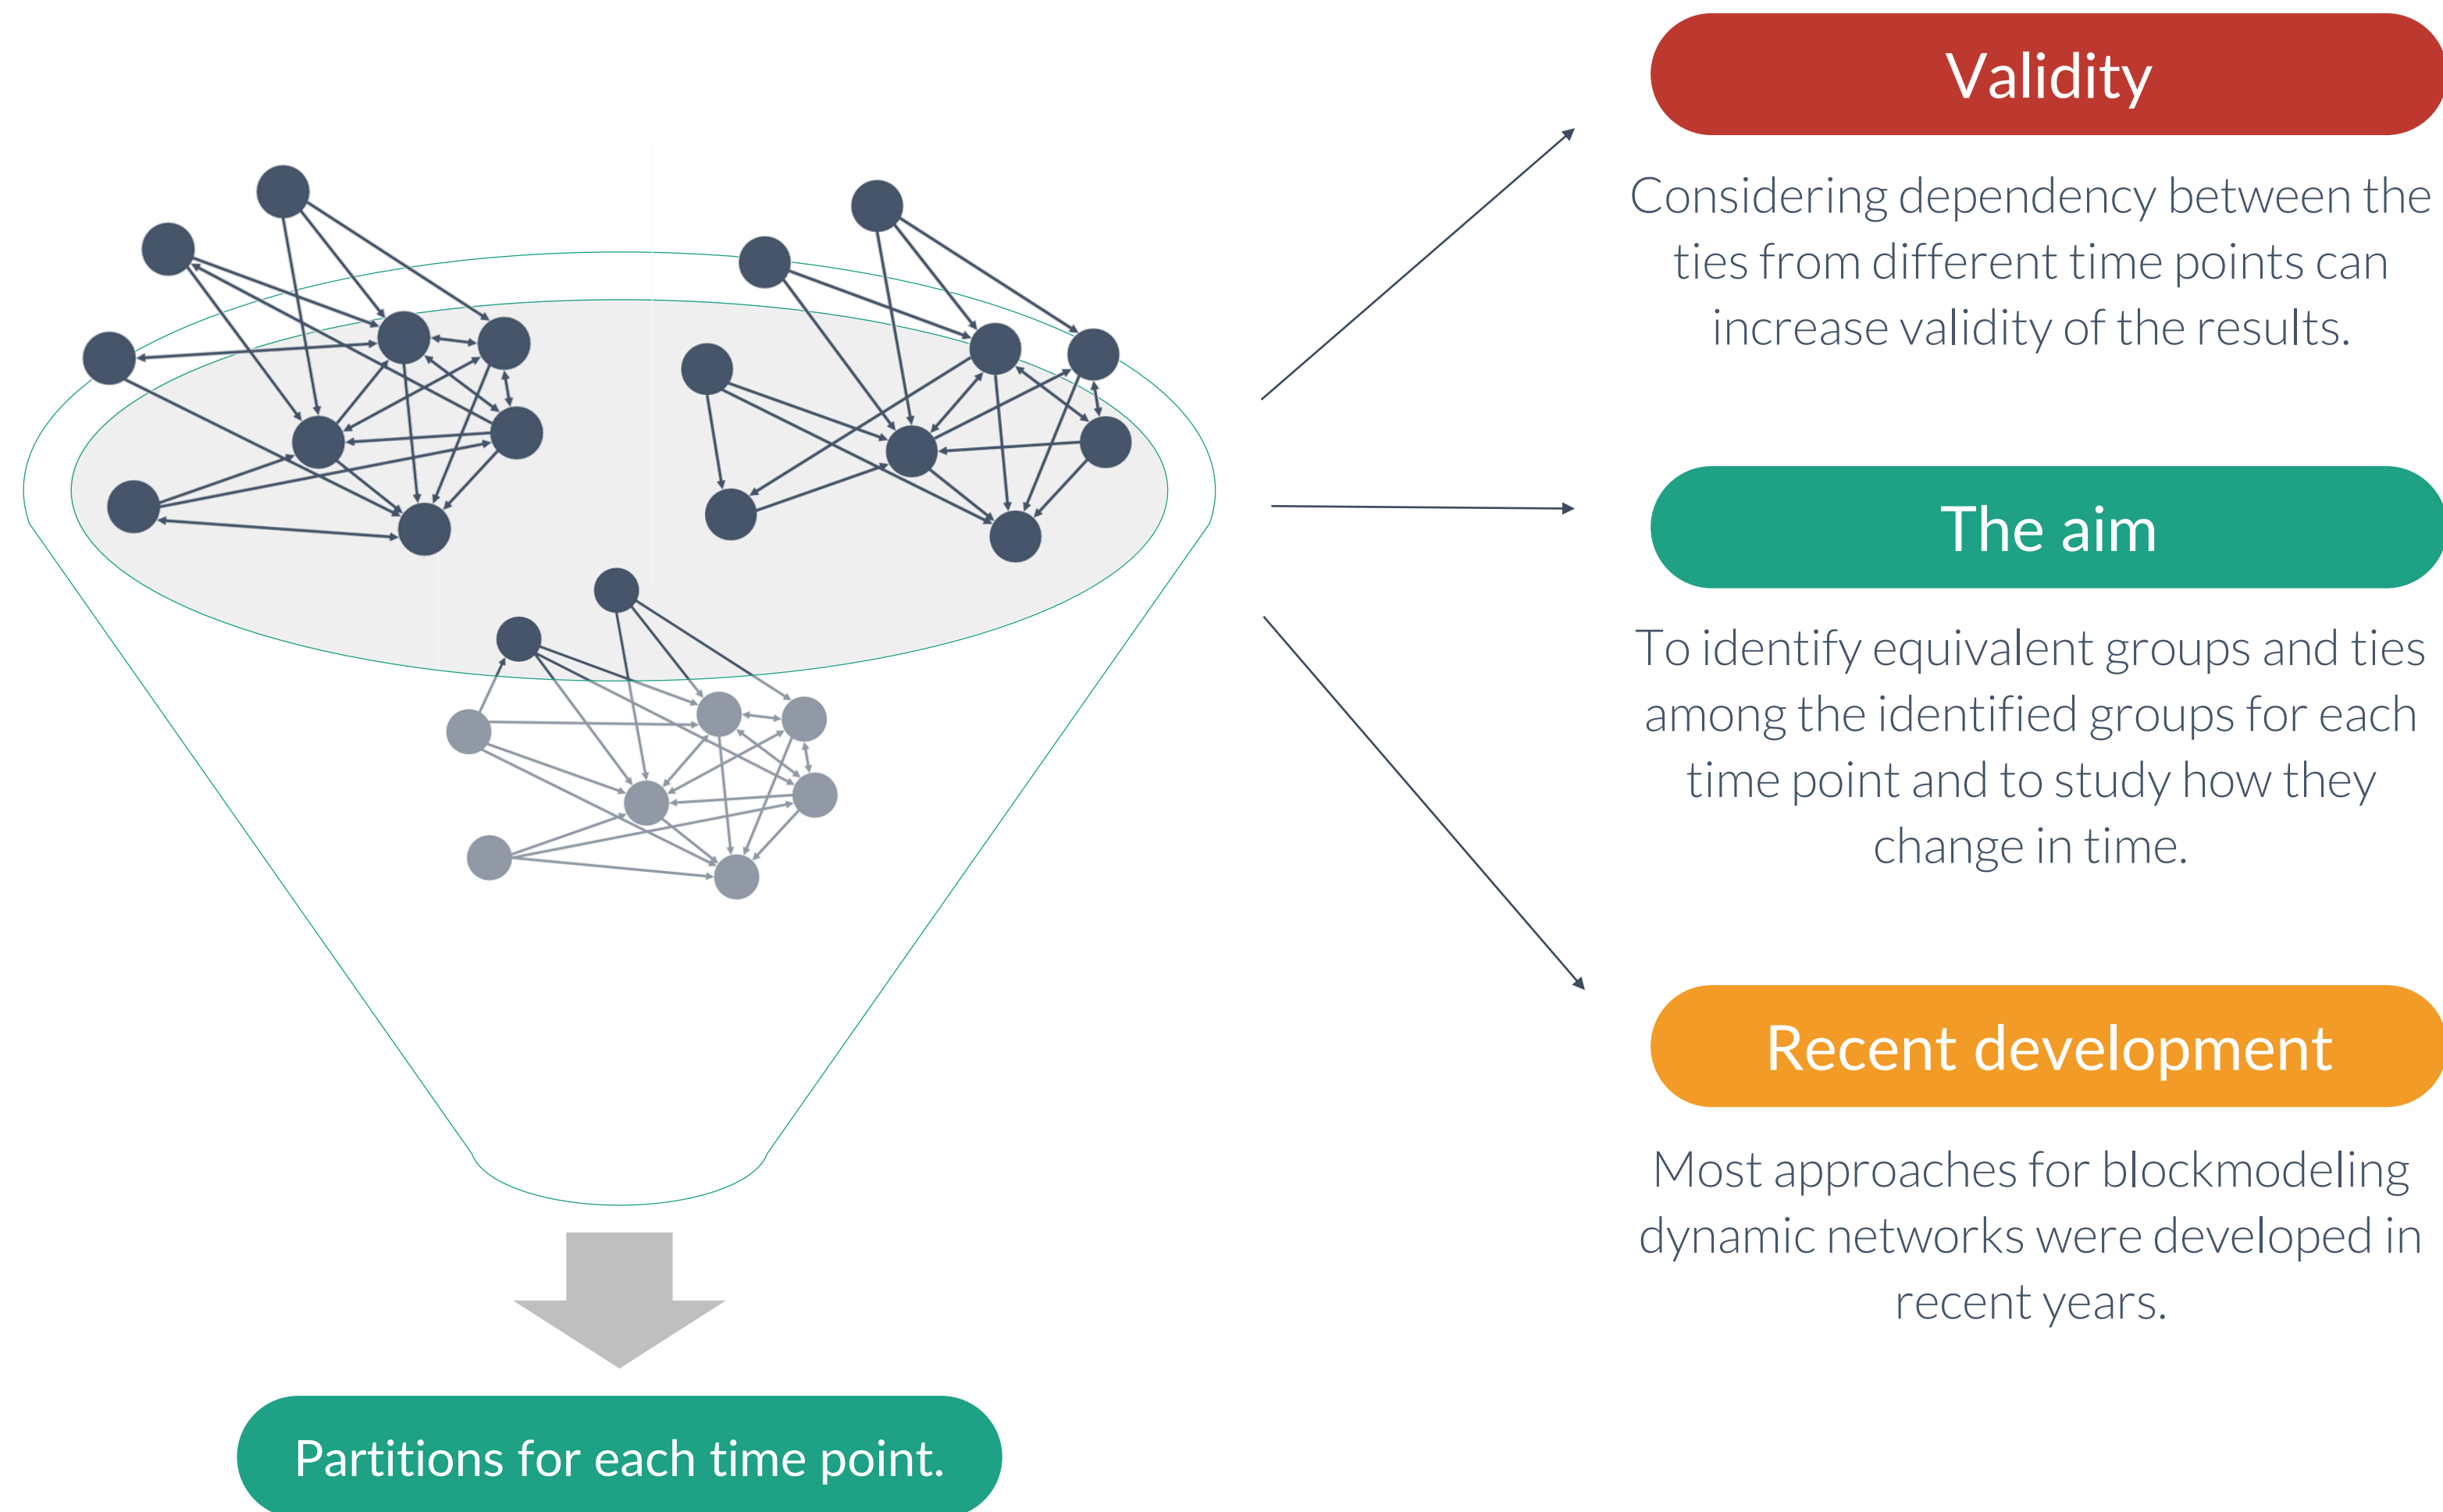 Validity
Considering dependency between the
ties from different time points can
increase validity of the results.
The aim
To identify equivalent groups and ties
among the identified groups for each
time point and to study how they
change in time.
Recent development
Most approaches for blockmodeling
dynamic networks were developed in
recent years.
Partitions for each time point.